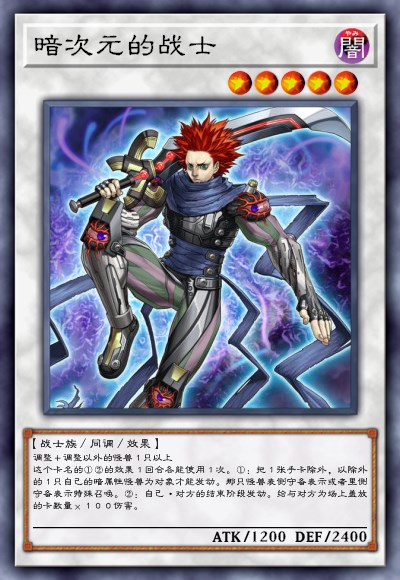 暗次元的战士
やみ
闇
【战士族／同调／效果】
调整＋调整以外的怪兽1只以上
这个卡名的①②的效果1回合各能使用1次。①：把1张手卡除外，以除外
的1只自己的暗属性怪兽为对象才能发动。那只怪兽表侧守备表示或者里侧
守备表示特殊召唤。②：自己·对方的结束阶段发动。给与对方为场上盖放
的卡数量×100伤害。
ATK/1200 DEF/2400